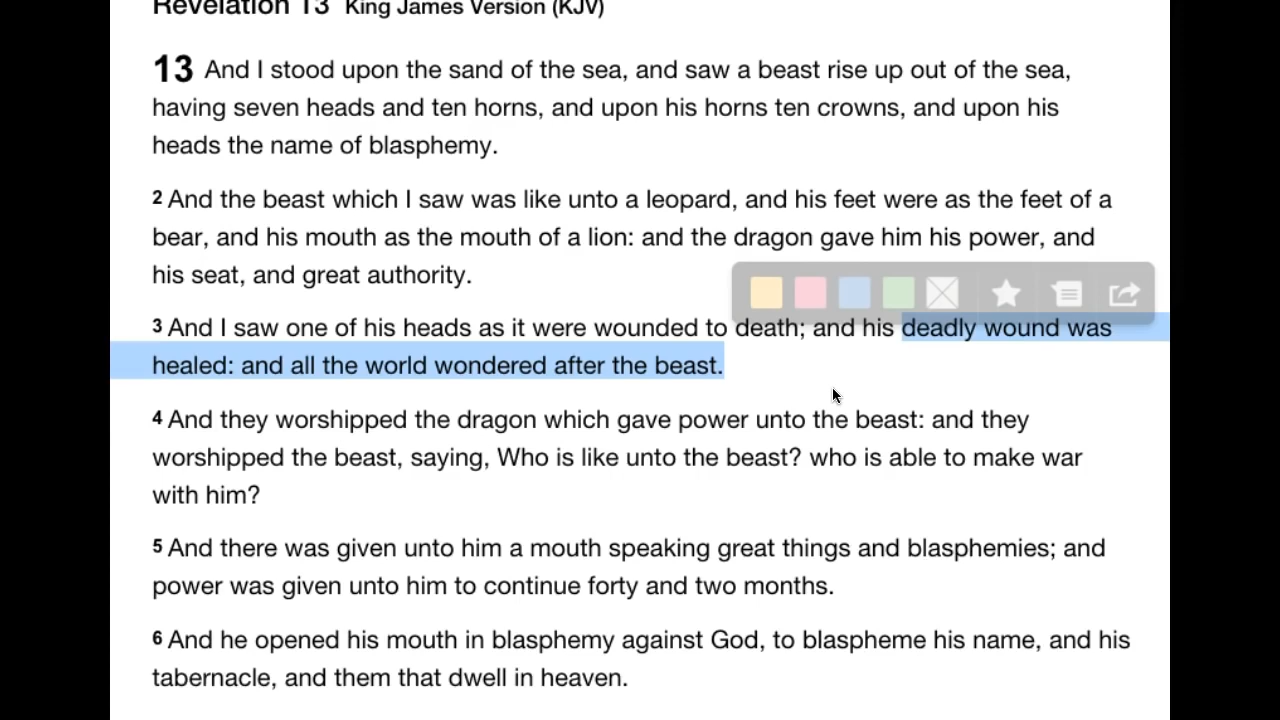 Revelation 13 King James Version (KJV)
13 And I stood upon the sand of the sea, and saw a beast rise up out of the sea,
having seven heads and ten horns, and upon his horns ten crowns, and upon his
heads the name of blasphemy.
2 And the beast which I saw was like unto a leopard, and his feet were as the feet of a
bear, and his mouth as the mouth of a lion: and the dragon gave him his power, and
his seat, and great authority.
3 And I saw one of his heads as it were wounded to death; and his deadly wound was
healed: and all the world wondered after the beast.
4 And they worshipped the dragon which gave power unto the beast: and they
worshipped the beast, saying, Who is like unto the beast? who is able to make war
with him?
5 And there was given unto him a mouth speaking great things and blasphemies; and
power was given unto him to continue forty and two months.
6 And he opened his mouth in blasphemy against God, to blaspheme his name, and his
tabernacle, and them that dwell in heaven.